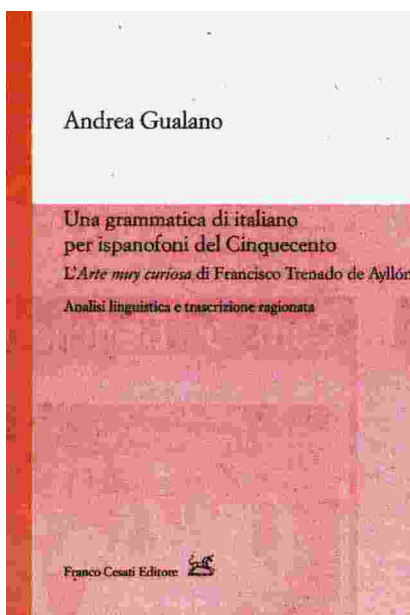 Andrea Gualano
Una grammatica di italiano
per ispanofoni del Cinquecento
L'Arte muy curiosa di Francisco Trenado de Ayllón
Analisi linguistica e trascrizione ragionata
Franco Cesati Editore